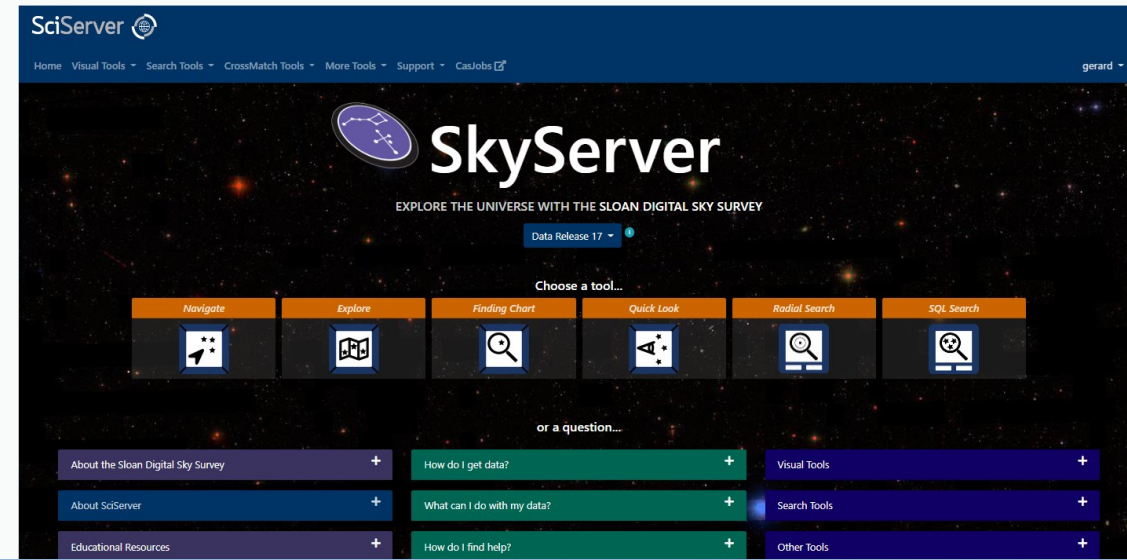 SciServer
Home Visual Tools Search Tools CrossMatch Tools More Tools Support CasJobs gerard
SkyServer
EXPLORE THE UNIVERSE WITH THE SLOAN DIGITAL SKY SURVEY
Data Release 17 i
Choose a tool...
Navigate Explore Finding Chart Quick Look Radial Search SQL Search
or a question...
About the Sloan Digital Sky Survey + How do I get data? + Visual Tools +
About SciServer + What can I do with my data? + Search Tools +
Educational Resources + How do I find help? + Other Tools +